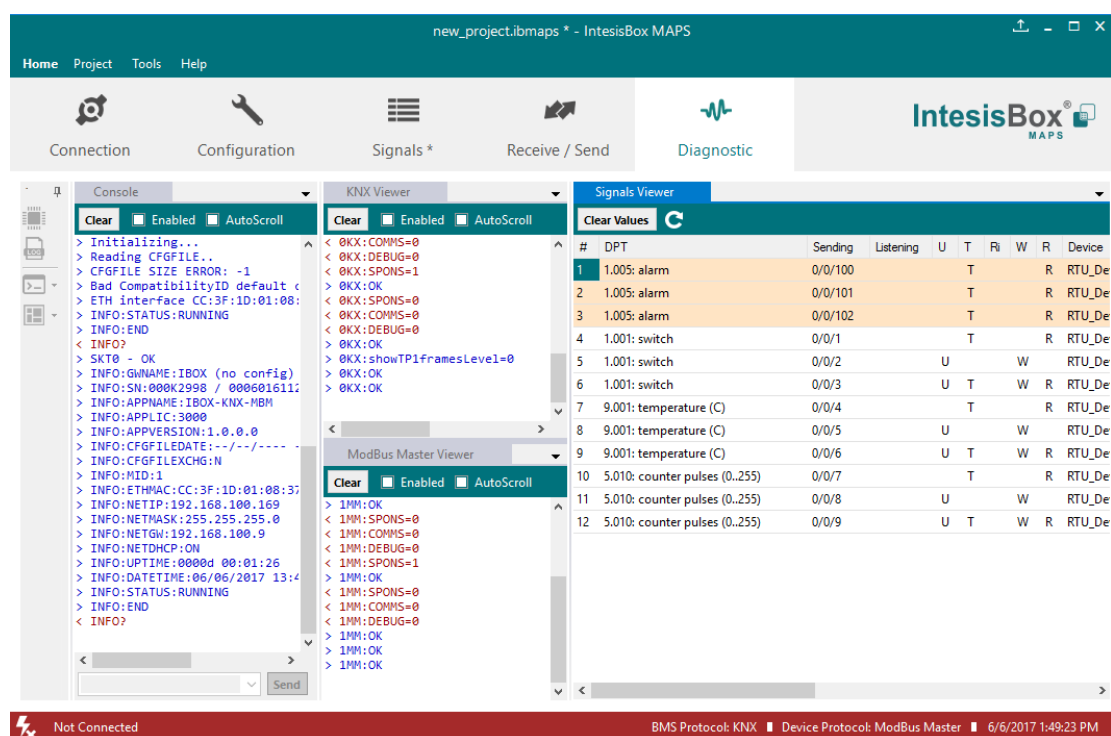 new_project.ibmaps * - IntesisBox MAPS
Home Project Tools Help
Connection Configuration Signals * Receive / Send Diagnostic
IntesisBox®
MAPS
Console
Clear Enabled AutoScroll
> Initializing...
> Reading CFGFILE..
> CFGFILE SIZE ERROR: -1
> Bad CompatibilityID default
> ETH interface CC:3F:1D:01:08:
> INFO:STATUS:RUNNING
> INFO:END
< INFO?
> SKT0 - OK
> INFO:GWNAME:IBOX (no config)
> INFO:SN:000K2998 / 0006016112
> INFO:APPNAME:IBOX-KNX-MBM
> INFO:APPLIC:3000
> INFO:APPVERSION:1.0.0.0
> INFO:CFGFILEDATE:--/--/---- -
> INFO:CFGFILEXCHG:N
> INFO:MID:1
> INFO:ETHMAC:CC:3F:1D:01:08:37
> INFO:NETIP:192.168.100.169
> INFO:NETMASK:255.255.255.0
> INFO:NETGW:192.168.100.9
> INFO:NETDHCP:ON
> INFO:UPTIME:0000d 00:01:26
> INFO:DATETIME:06/06/2017 13:4
> INFO:STATUS:RUNNING
> INFO:END
< INFO?
Send
KNX Viewer
Clear Enabled AutoScroll
< 0KX:COMMS=0
< 0KX:DEBUG=0
< 0KX:SPONS=1
> 0KX:OK
< 0KX:SPONS=0
< 0KX:COMMS=0
< 0KX:DEBUG=0
> 0KX:OK
> 0KX:showTP1framesLevel=0
> 0KX:OK
> 0KX:OK
ModBus Master Viewer
Clear Enabled AutoScroll
> 1MM:OK
< 1MM:SPONS=0
< 1MM:COMMS=0
< 1MM:DEBUG=0
< 1MM:SPONS=1
> 1MM:OK
< 1MM:SPONS=0
< 1MM:COMMS=0
< 1MM:DEBUG=0
> 1MM:OK
> 1MM:OK
> 1MM:OK
Signals Viewer
Clear Values
# DPT Sending Listening U T Ri W R Device
1 1.005: alarm 0/0/100 T R RTU_De
2 1.005: alarm 0/0/101 T R RTU_De
3 1.005: alarm 0/0/102 T R RTU_De
4 1.001: switch 0/0/1 T R RTU_De
5 1.001: switch 0/0/2 U W RTU_De
6 1.001: switch 0/0/3 U T W R RTU_De
7 9.001: temperature (C) 0/0/4 T R RTU_De
8 9.001: temperature (C) 0/0/5 U W RTU_De
9 9.001: temperature (C) 0/0/6 U T W R RTU_De
10 5.010: counter pulses (0..255) 0/0/7 T R RTU_De
11 5.010: counter pulses (0..255) 0/0/8 U W RTU_De
12 5.010: counter pulses (0..255) 0/0/9 U T W R RTU_De
Not Connected
BMS Protocol: KNX Device Protocol: ModBus Master 6/6/2017 1:49:23 PM